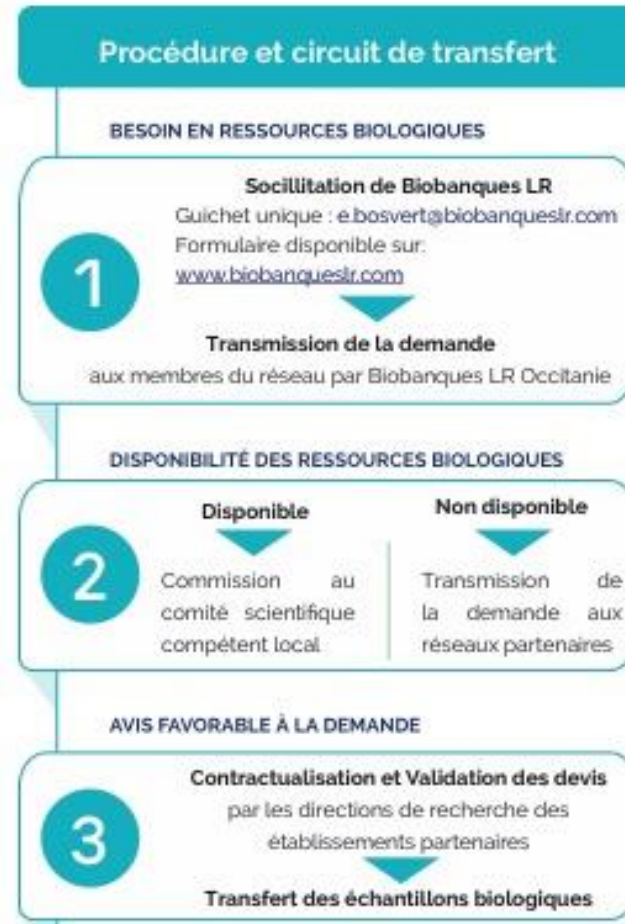 Procédure et circuit de transfert
BESOIN EN RESSOURCES BIOLOGIQUES
1
Socillitation de Biobanques LR
Guichet unique : e.bosvert@biobanqueslr.com
Formulaire disponible sur:
www.biobanqueslr.com
Transmission de la demande
aux membres du réseau par Biobanques LR Occitanie
DISPONIBILITÉ DES RESSOURCES BIOLOGIQUES
2
Disponible
Commission au
comité scientifique
compétent local
Non disponible
Transmission de
la demande aux
réseaux partenaires
AVIS FAVORABLE À LA DEMANDE
3
Contractualisation et Validation des devis
par les directions de recherche des
établissements partenaires
Transfert des échantillons biologiques